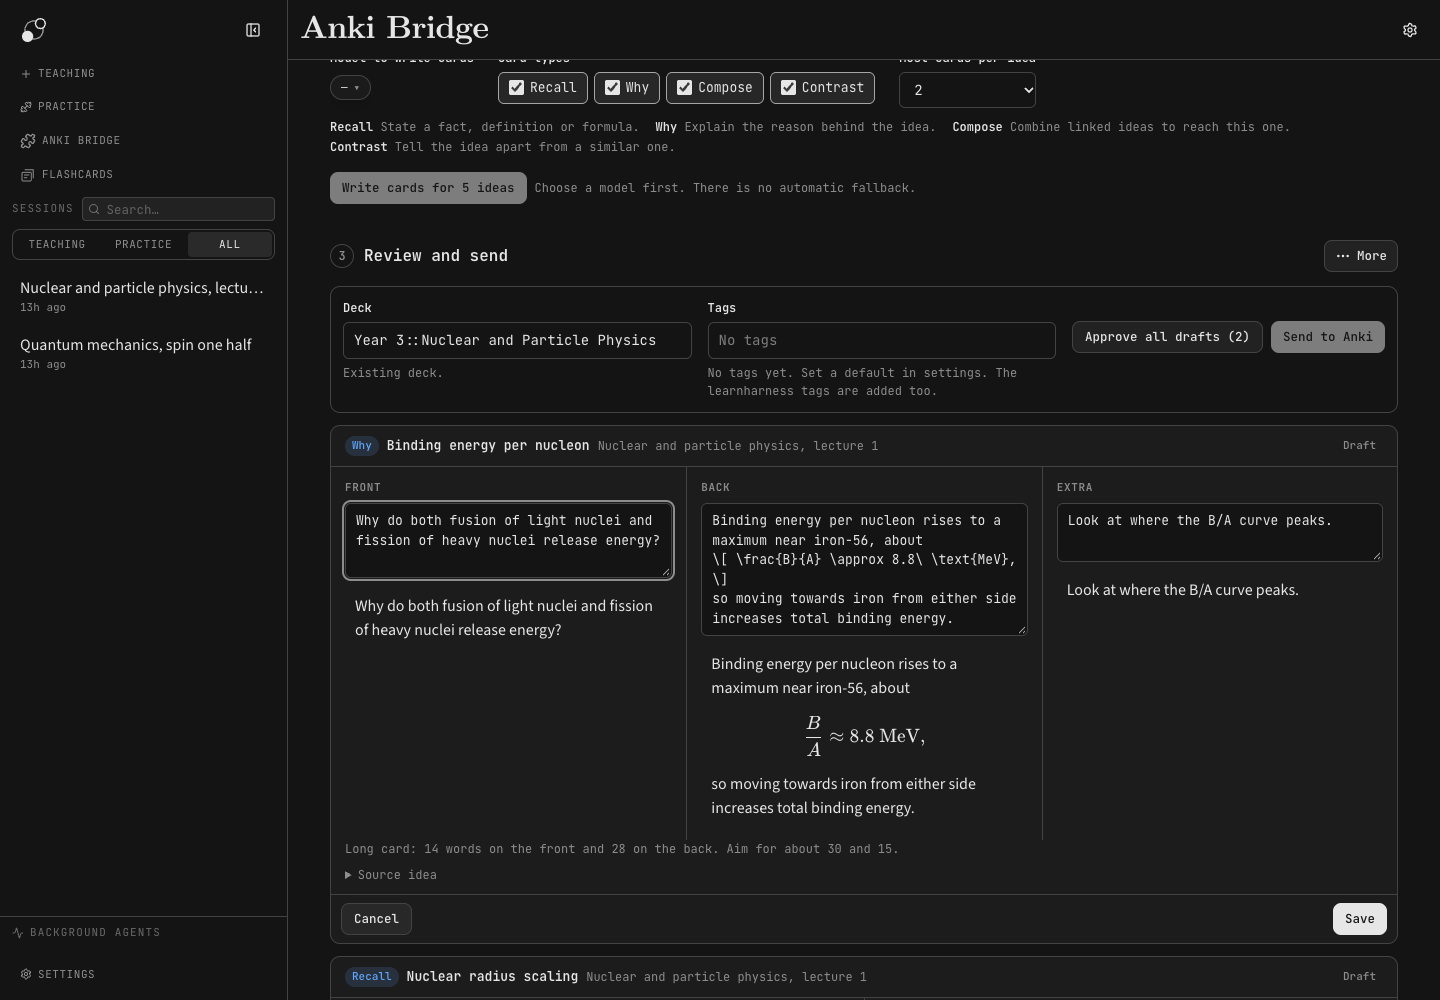 Anki Bridge
TEACHING
PRACTICE
ANKI BRIDGE
FLASHCARDS
SESSIONS
Search…
TEACHING PRACTICE ALL
Nuclear and particle physics, lectu…
13h ago
Quantum mechanics, spin one half
13h ago
BACKGROUND AGENTS
SETTINGS
Model to write cards
Card types
Most cards per idea
—
Recall
Why
Compose
Contrast
2
Recall State a fact, definition or formula. Why Explain the reason behind the idea. Compose Combine linked ideas to reach this one.
Contrast Tell the idea apart from a similar one.
Write cards for 5 ideas
Choose a model first. There is no automatic fallback.
3 Review and send
··· More
Deck
Year 3::Nuclear and Particle Physics
Existing deck.
Tags
No tags
No tags yet. Set a default in settings. The
learnharness tags are added too.
Approve all drafts (2)
Send to Anki
Why Binding energy per nucleon Nuclear and particle physics, lecture 1
Draft
FRONT
Why do both fusion of light nuclei and
fission of heavy nuclei release energy?
Why do both fusion of light nuclei and fission
of heavy nuclei release energy?
BACK
Binding energy per nucleon rises to a
maximum near iron-56, about
\[ \frac{B}{A} \approx 8.8\ \text{MeV},
\]
so moving towards iron from either side
increases total binding energy.
Binding energy per nucleon rises to a
maximum near iron-56, about
B/A ≈ 8.8 MeV,
so moving towards iron from either side
increases total binding energy.
EXTRA
Look at where the B/A curve peaks.
Look at where the B/A curve peaks.
Long card: 14 words on the front and 28 on the back. Aim for about 30 and 15.
Source idea
Cancel
Save
Recall Nuclear radius scaling Nuclear and particle physics, lecture 1
Draft